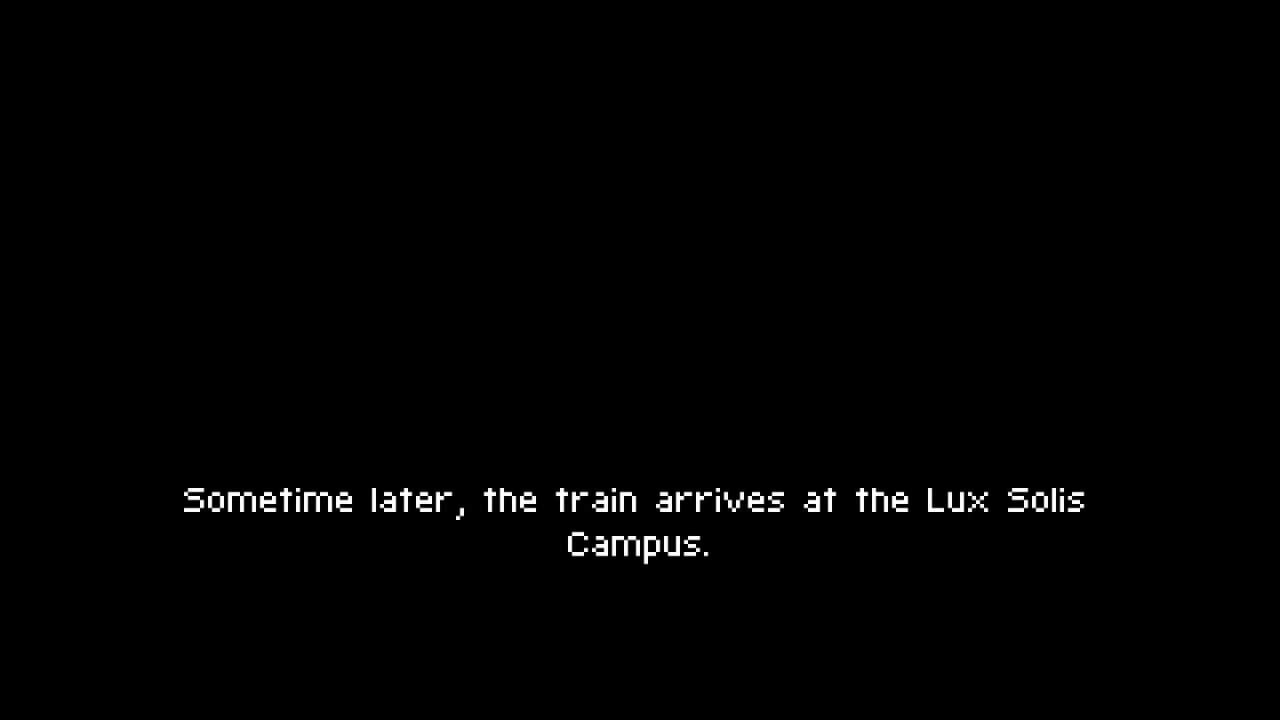 Sometime later, the train arrives at the Lux Solis
Campus.